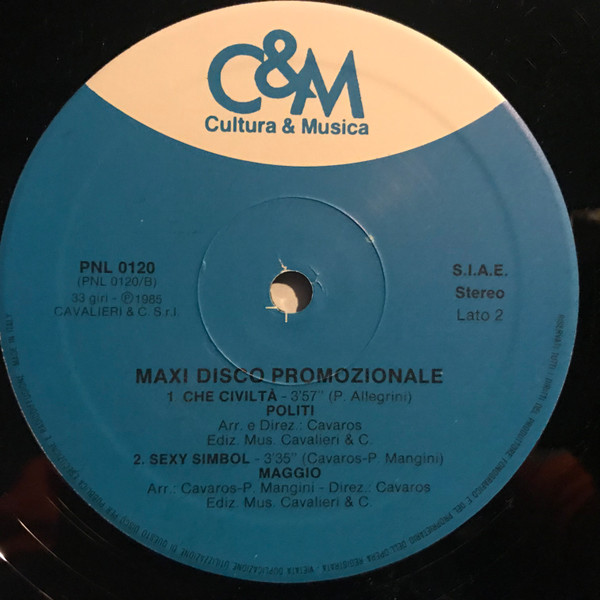 C&M
Cultura & Musica
PNL 0120
(PNL 0120/B)
33 giri - Ⓟ 1985
CAVALIERI & C. S.r.l
S.I.A.E.
Stereo
Lato 2
MAXI DISCO PROMOZIONALE
1 CHE CIVILTÀ - 3'57" (P. Allegrini)
POLITI
Arr. e Direz.: Cavaros
Ediz. Mus. Cavalieri & C.
2. SEXY SIMBOL - 3'35" (Cavaros-P. Mangini)
MAGGIO
Arr.: Cavaros-P. Mangini - Direz.: Cavaros
Ediz. Mus. Cavalieri & C.